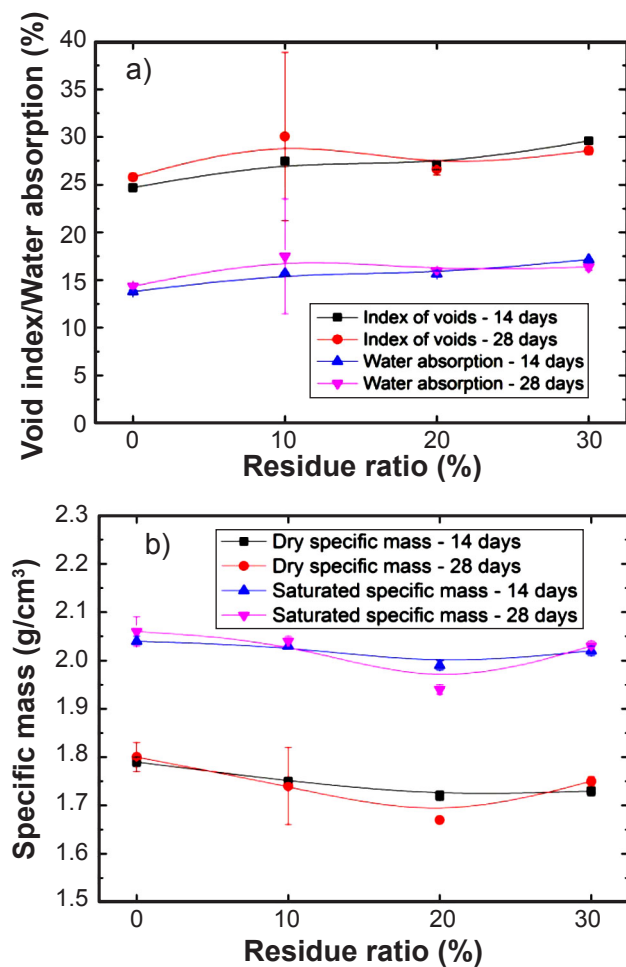 a)
Void index/Water absorption (%)
40
35
30
25
20
15
10
5
0
Index of voids - 14 days
Index of voids - 28 days
Water absorption - 14 days
Water absorption - 28 days
0 10 20 30
Residue ratio (%)
b)
Specific mass (g/cm³)
2.3
2.2
2.1
2.0
1.9
1.8
1.7
1.6
1.5
Dry specific mass - 14 days
Dry specific mass - 28 days
Saturated specific mass - 14 days
Saturated specific mass - 28 days
0 10 20 30
Residue ratio (%)